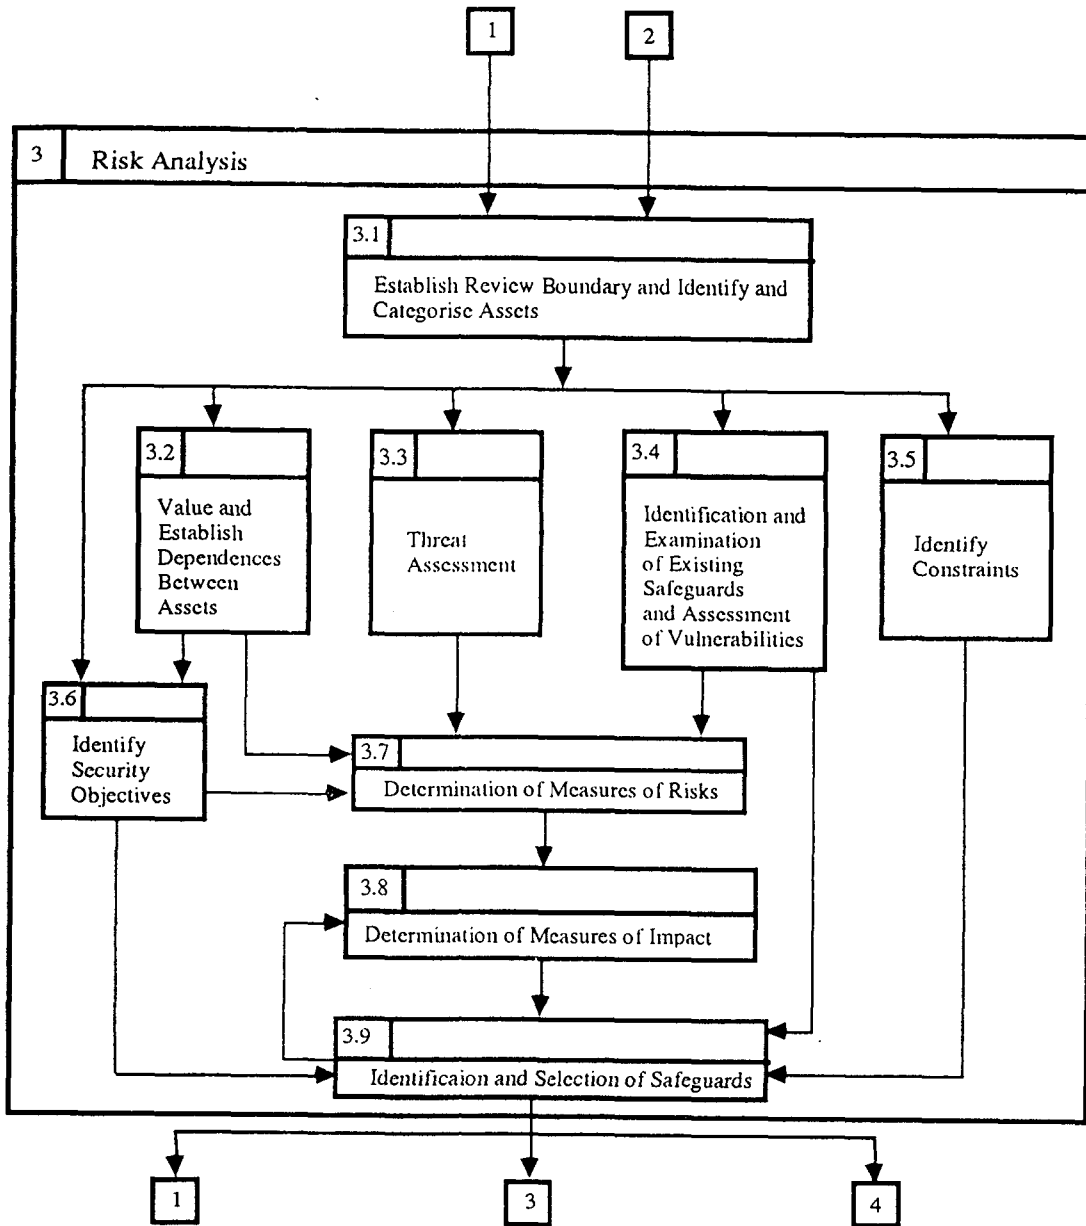 1
2
3
Risk Analysis
3.1
Establish Review Boundary and Identify and
Categorise Assets
3.2
Value and
Establish
Dependences
Between
Assets
3.3
Threat
Assessment
3.4
Identification and
Examination
of Existing
Safeguards
and Assessment
of Vulnerabilities
3.5
Identify
Constraints
3.6
Identify
Security
Objectives
3.7
Determination of Measures of Risks
3.8
Determination of Measures of Impact
3.9
Identificaion and Selection of Safeguards
1
3
4